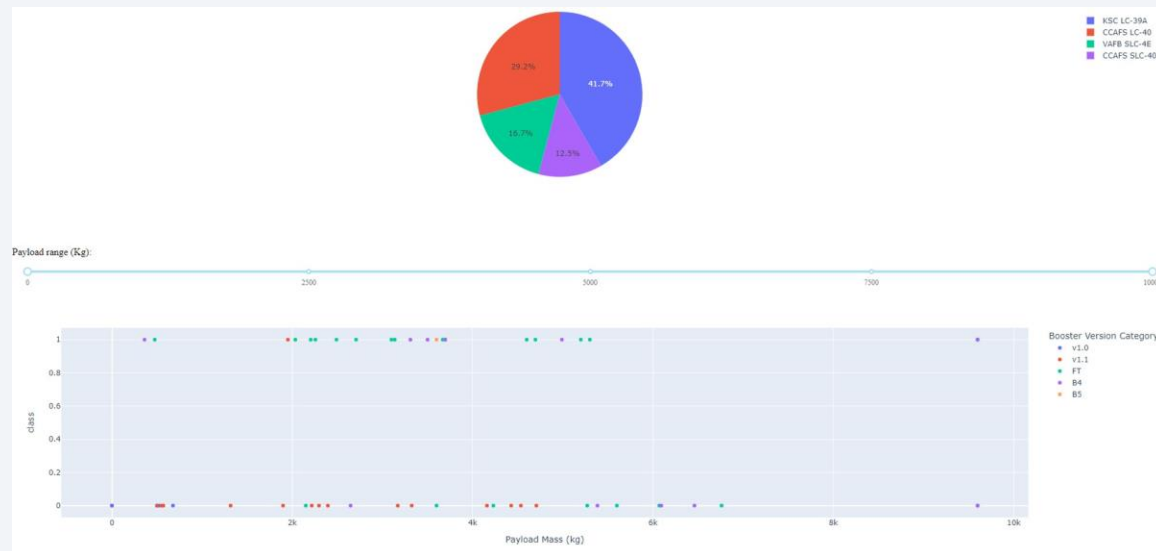 KSC LC-39A
CCAFS LC-40
VAFB SLC-4E
CCAFS SLC-40
29.2%
41.7%
16.7%
12.5%
Payload range (Kg):
0
2500
5000
7500
1000
Booster Version Category
v1.0
v1.1
FT
B4
B5
1
0.8
0.6
0.4
0.2
0
class
0
2k
4k
6k
8k
10k
Payload Mass (kg)